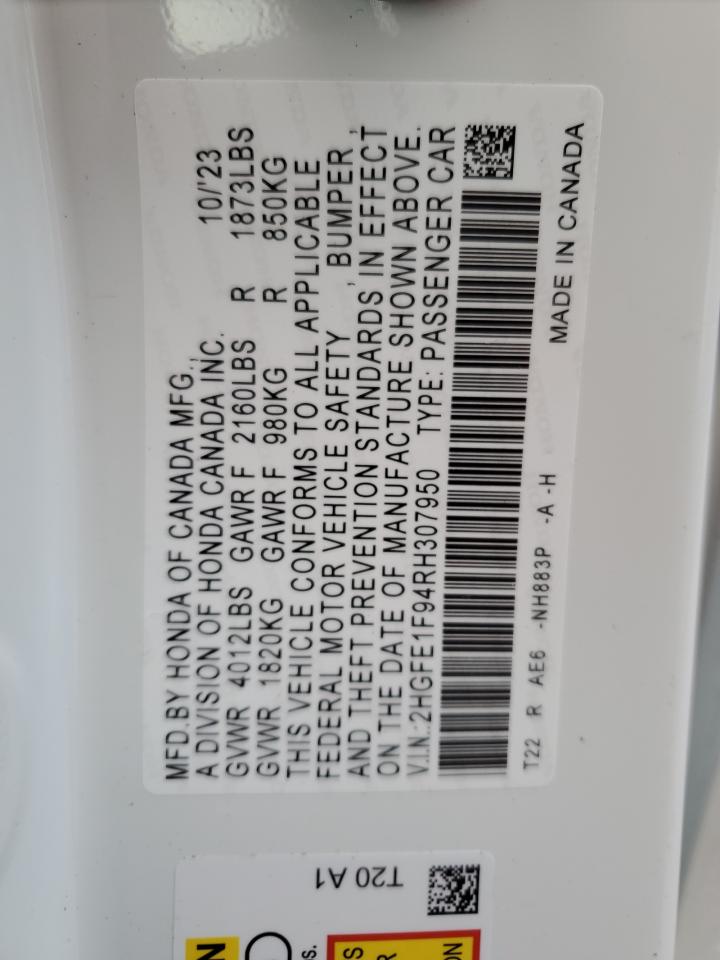 MFD.BY HONDA OF CANADA MFG.,
A DIVISION OF HONDA CANADA INC. 10/'23
GVWR 4012LBS GAWR F 2160LBS R 1873LBS
GVWR 1820KG GAWR F 980KG R 850KG
THIS VEHICLE CONFORMS TO ALL APPLICABLE
FEDERAL MOTOR VEHICLE SAFETY , BUMPER ,
AND THEFT PREVENTION STANDARDS IN EFFECT
ON THE DATE OF MANUFACTURE SHOWN ABOVE.
V.I.N.:2HGFE1F94RH307950 TYPE: PASSENGER CAR
T22 R AE6 -NH883P -A -H
MADE IN CANADA
T20 A1